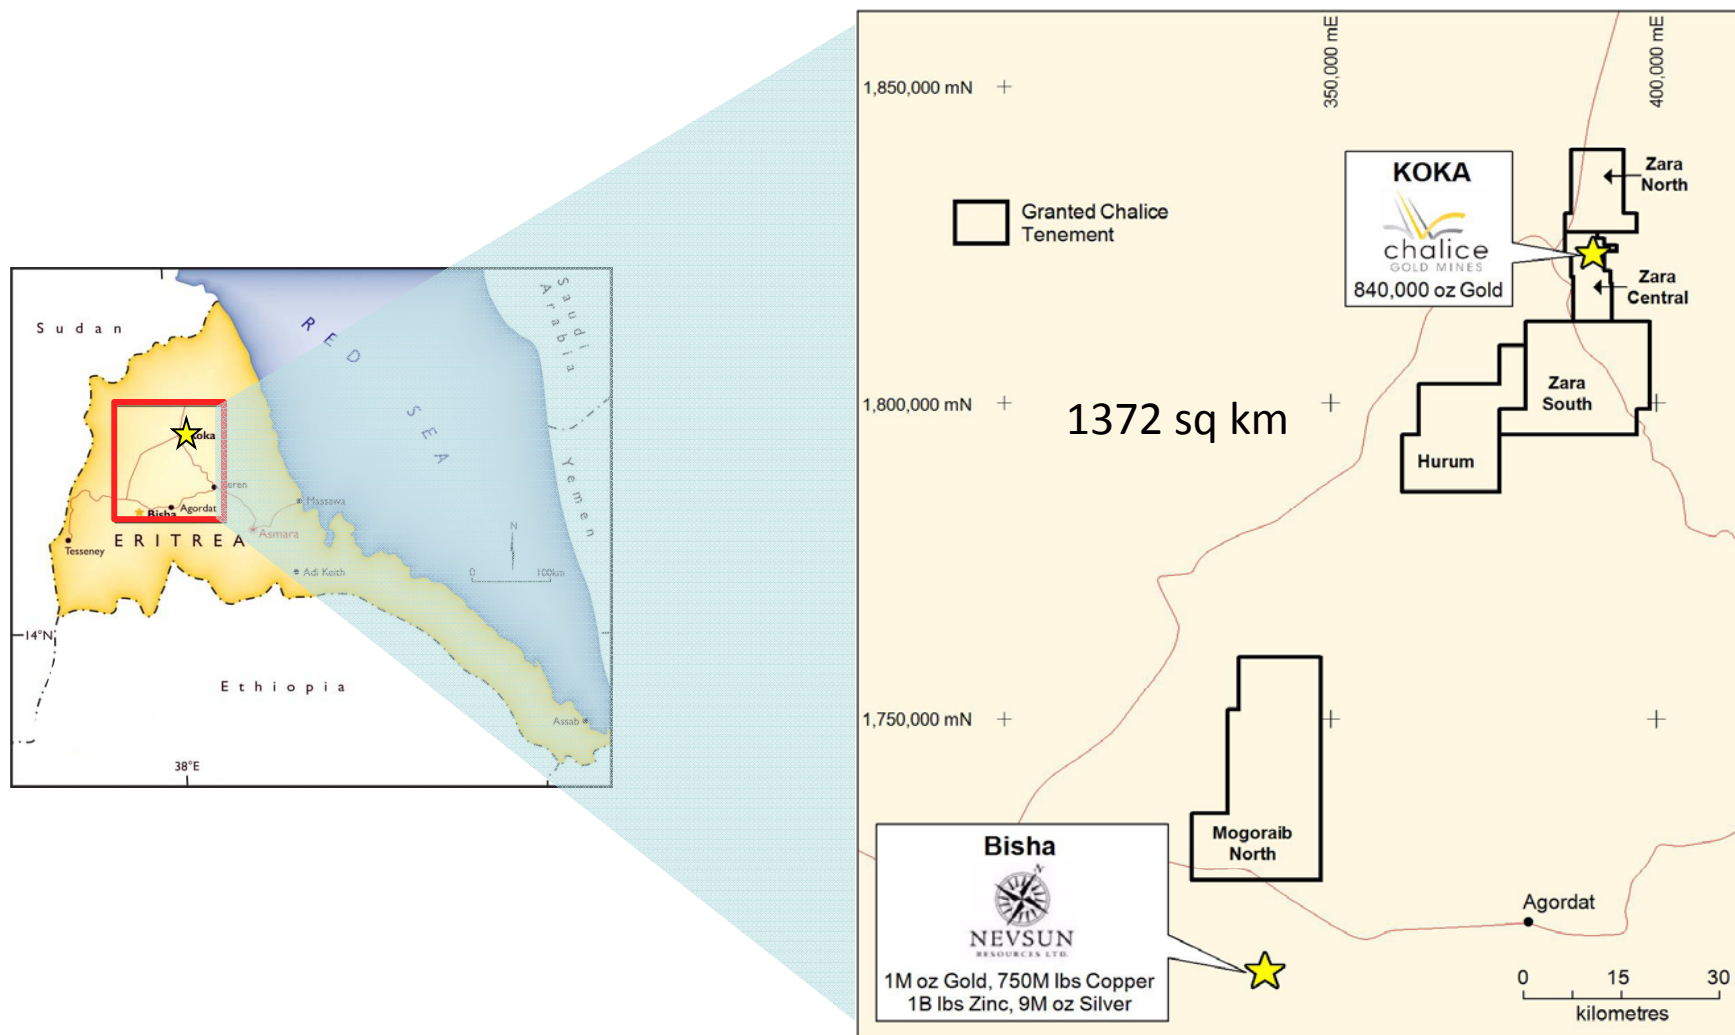 Sudan
RED SEA
Saudi Arabia
Yemen
Koka
Keren
Massawa
Bisha
Agordat
Asmara
Tesseney
ERITREA
Adi Keith
N
0 100km
14°N
Ethiopia
Assab
38°E
350,000 mE
400,000 mE
1,850,000 mN
1,800,000 mN
1,750,000 mN
Granted Chalice
Tenement
KOKA
chalice
GOLD MINES
840,000 oz Gold
Zara
North
Zara
Central
Zara
South
Hurum
1372 sq km
Mogoraib
North
Bisha
N
NEVSUN
RESOURCES LTD.
1M oz Gold, 750M lbs Copper
1B lbs Zinc, 9M oz Silver
Agordat
0 15 30
kilometres